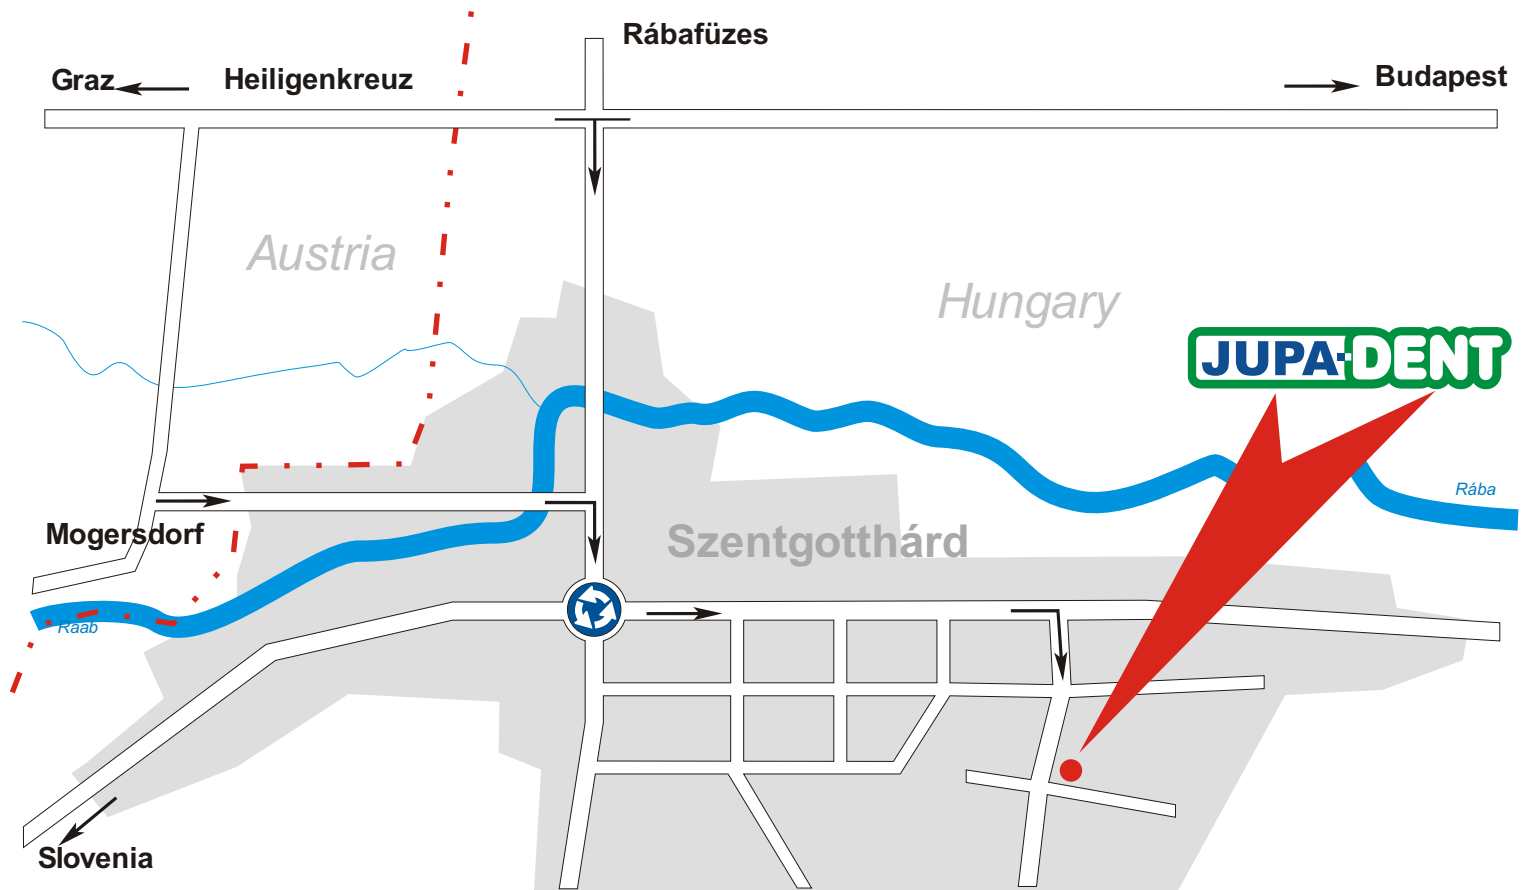 Rábafüzes
Graz
Heiligenkreuz
Budapest
Austria
Hungary
JUPA-DENT
Rába
Mogersdorf
Szentgotthárd
Raab
Slovenia